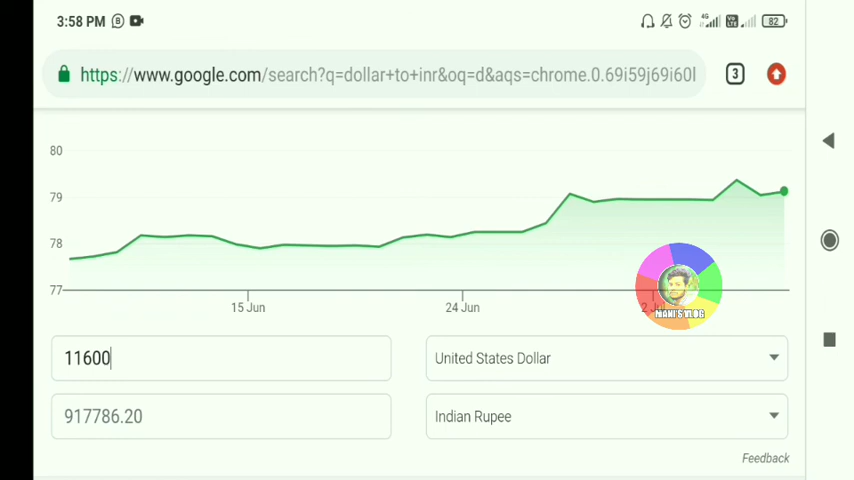 3:58 PM
4G
82
https://www.google.com/search?q=dollar+to+inr&oq=d&aqs=chrome.0.69i59j69i60l
3
80
79
78
77
15 Jun
24 Jun
MANI'S VLOG
11600
United States Dollar
917786.20
Indian Rupee
Feedback